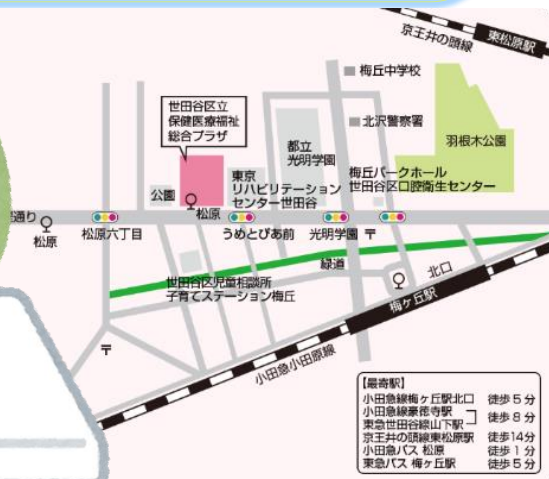 京王井の頭線
東松原駅
梅丘中学校
北沢警察署
羽根木公園
世田谷区立
保健医療福祉
総合プラザ
都立
光明学園
東京
リハビリテーション
センター世田谷
梅丘パークホール
世田谷区口腔衛生センター
公園
松原
通り
松原
松原六丁目
うめとぴあ前
光明学園
〒
緑道
世田谷区児童相談所
子育てステーション梅丘
北口
梅ヶ丘駅
〒
小田急小田原線
【最寄駅】
小田急線梅ヶ丘駅北口 徒歩5分
小田急線豪徳寺駅
東急世田谷線山下駅 徒歩8分
京王井の頭線東松原駅 徒歩14分
小田急バス 松原 徒歩1分
東急バス 梅ヶ丘駅 徒歩5分